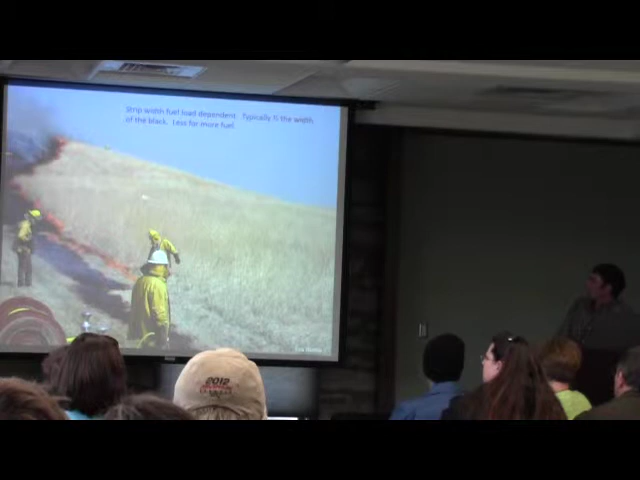 Strip width fuel load dependent. Typically ½ the width
of the black. Less for more fuel.
2012